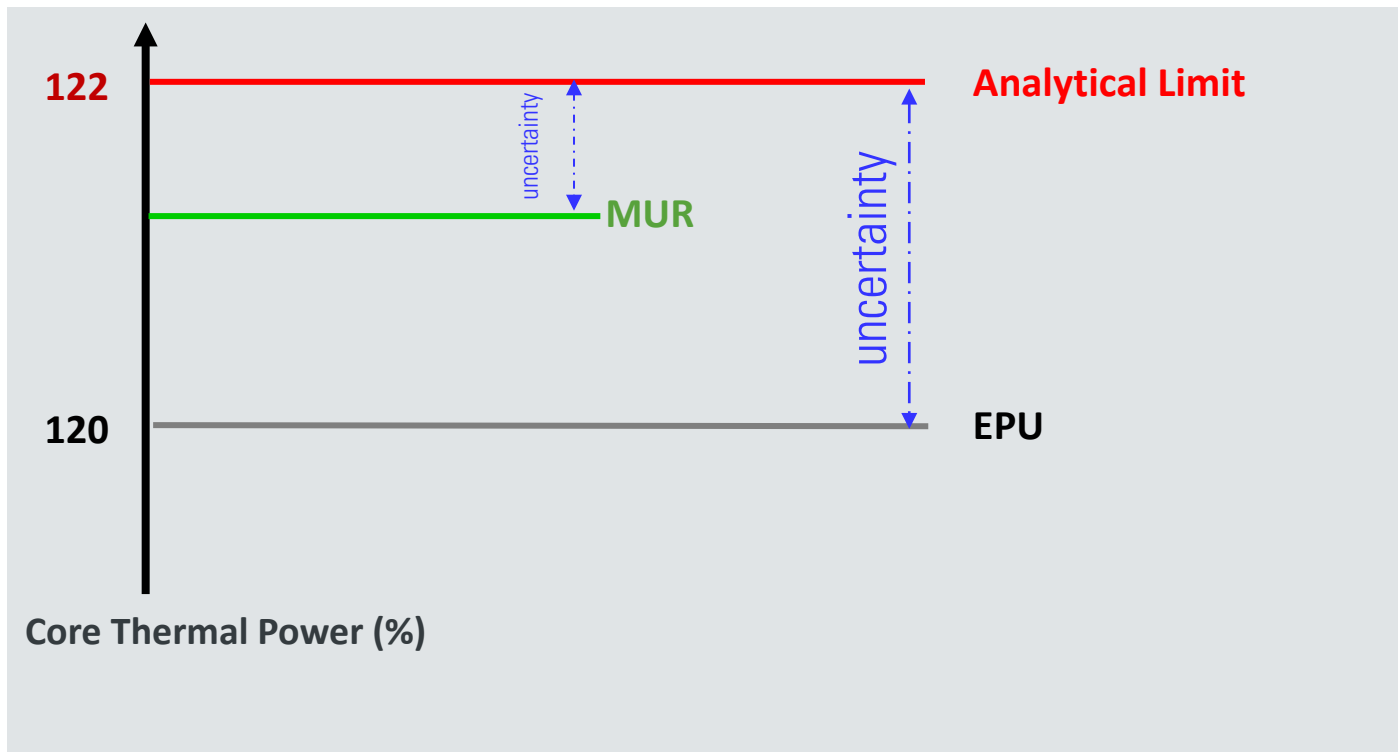 122
Analytical Limit
uncertainty
MUR
uncertainty
120
EPU
Core Thermal Power (%)